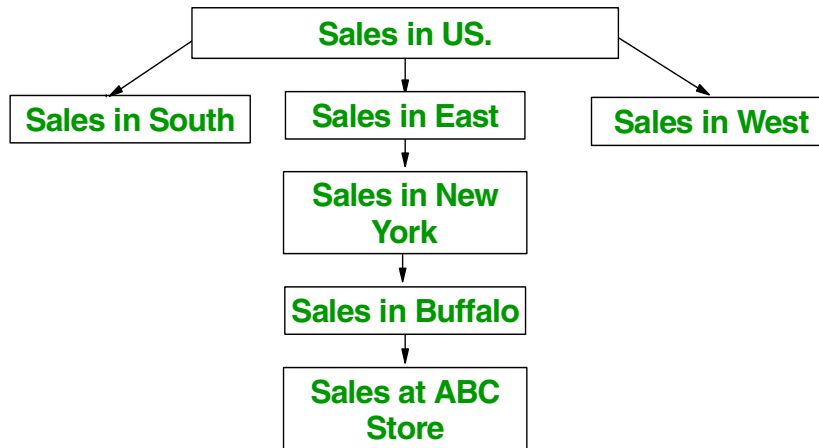 Sales in US.
Sales in South
Sales in East
Sales in West
Sales in New
York
Sales in Buffalo
Sales at ABC
Store